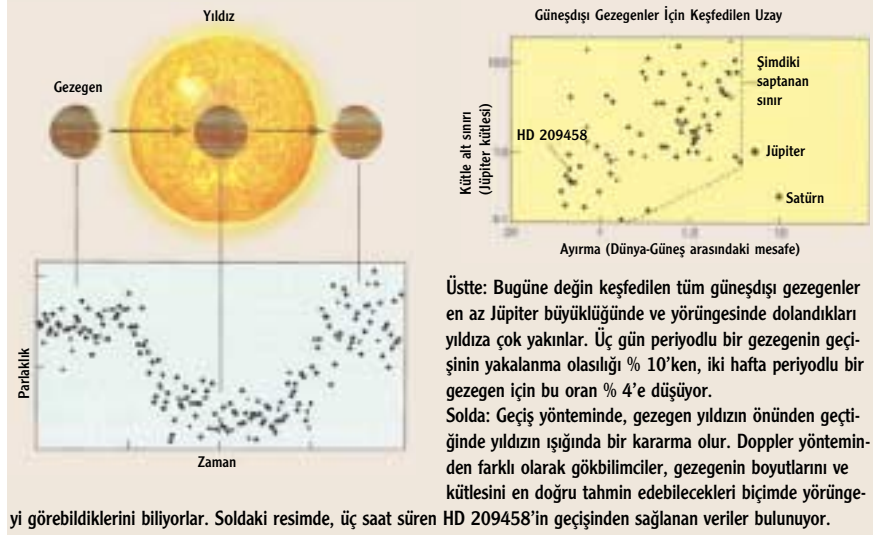 Yıldız
Gezegen
Parlaklık
Zaman
Güneşdışı Gezegenler İçin Keşfedilen Uzay
Kütle alt sınırı
(Jüpiter kütlesi)
HD 209458
Şimdiki
saptanan
sınır
Jüpiter
Satürn
Ayırma (Dünya-Güneş arasındaki mesafe)
Üstte: Bugüne değin keşfedilen tüm güneşdışı gezegenler
en az Jüpiter büyüklüğünde ve yörüngesinde dolandıkları
yıldıza çok yakınlar. Üç gün periyodlu bir gezegenin geçi-
şinin yakalanma olasılığı % 10’ken, iki hafta periyodlu bir
gezegen için bu oran % 4’e düşüyor.
Solda: Geçiş yönteminde, gezegen yıldızın önünden geçti-
ğinde yıldızın ışığında bir kararma olur. Doppler yöntemin-
den farklı olarak gökbilimciler, gezegenin boyutlarını ve
kütlesini en doğru tahmin edebilecekleri biçimde yörünge-
yi görebildiklerini biliyorlar. Soldaki resimde, üç saat süren HD 209458’in geçişinden sağlanan veriler bulunuyor.